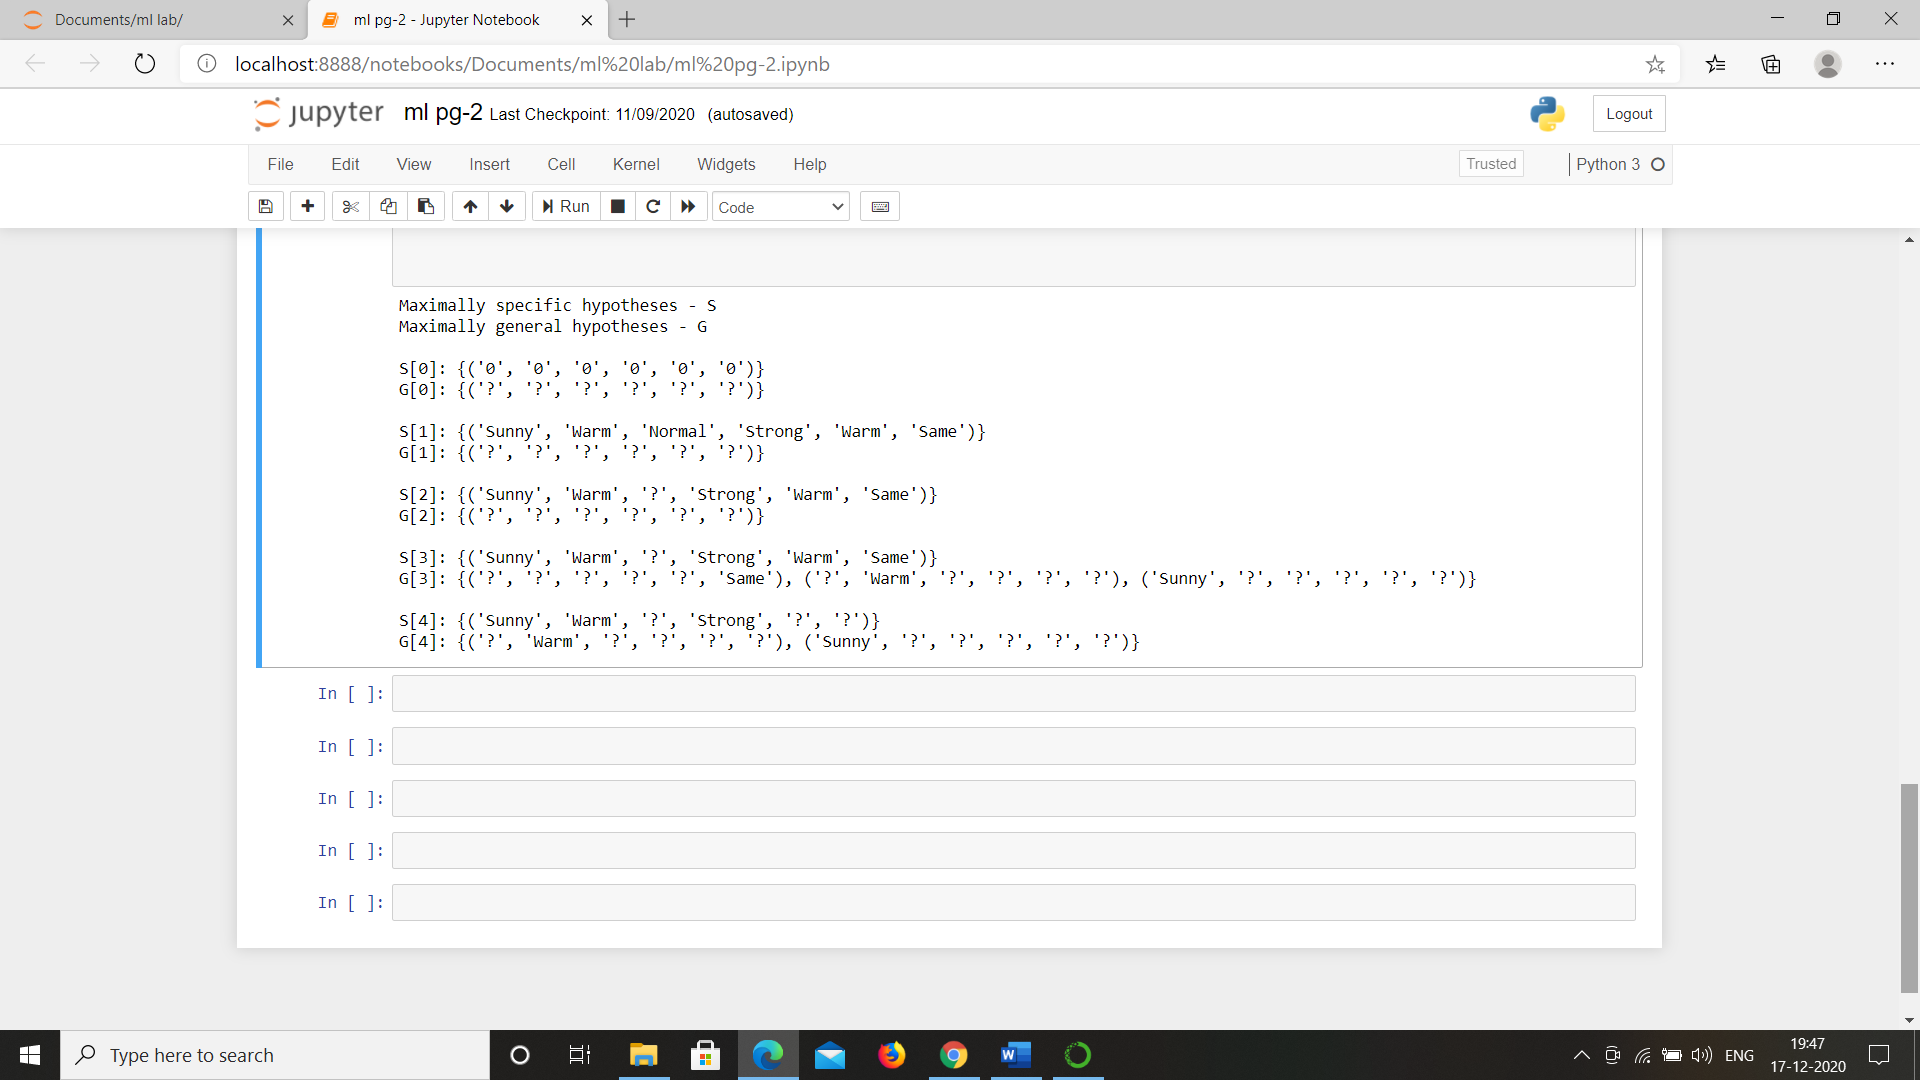 Documents/ml lab/
ml pg-2 - Jupyter Notebook
localhost:8888/notebooks/Documents/ml%20lab/ml%20pg-2.ipynb
jupyter ml pg-2 Last Checkpoint: 11/09/2020 (autosaved)
Logout
File Edit View Insert Cell Kernel Widgets Help
Trusted
Python 3
Run
Code
Maximally specific hypotheses - S
Maximally general hypotheses - G
S[0]: {('0', '0', '0', '0', '0', '0')}
G[0]: {('?', '?', '?', '?', '?', '?')}
S[1]: {('Sunny', 'Warm', 'Normal', 'Strong', 'Warm', 'Same')}
G[1]: {('?', '?', '?', '?', '?', '?')}
S[2]: {('Sunny', 'Warm', '?', 'Strong', 'Warm', 'Same')}
G[2]: {('?', '?', '?', '?', '?', '?')}
S[3]: {('Sunny', 'Warm', '?', 'Strong', 'Warm', 'Same')}
G[3]: {('?', '?', '?', '?', '?', 'Same'), ('?', 'Warm', '?', '?', '?', '?'), ('Sunny', '?', '?', '?', '?', '?')}
S[4]: {('Sunny', 'Warm', '?', 'Strong', '?', '?')}
G[4]: {('?', 'Warm', '?', '?', '?', '?'), ('Sunny', '?', '?', '?', '?', '?')}
In [ ]:
In [ ]:
In [ ]:
In [ ]:
In [ ]:
Type here to search
W
ENG
19:47
17-12-2020